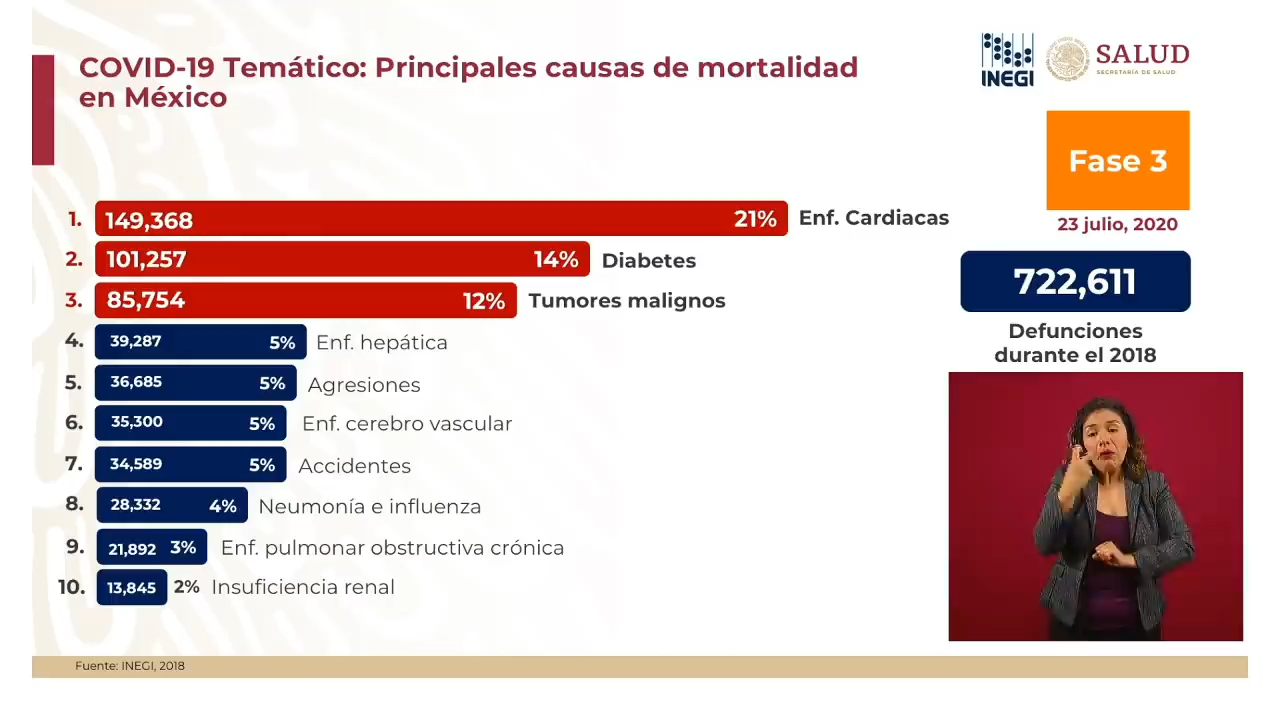 COVID-19 Temático: Principales causas de mortalidad
en México
INEGI
SALUD
SECRETARÍA DE SALUD
Fase 3
23 julio, 2020
1. 149,368 21% Enf. Cardiacas
2. 101,257 14% Diabetes
3. 85,754 12% Tumores malignos
4. 39,287 5% Enf. hepática
5. 36,685 5% Agresiones
6. 35,300 5% Enf. cerebro vascular
7. 34,589 5% Accidentes
8. 28,332 4% Neumonía e influenza
9. 21,892 3% Enf. pulmonar obstructiva crónica
10. 13,845 2% Insuficiencia renal
722,611
Defunciones
durante el 2018
Fuente: INEGI, 2018